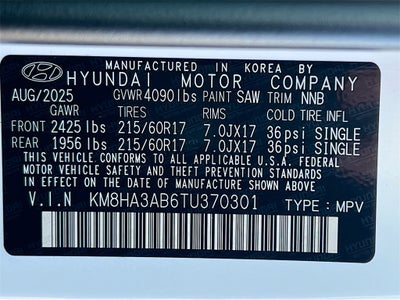 MANUFACTURED IN KOREA BY
HYUNDAI MOTOR COMPANY
AUG/2025 GVWR 4090lbs PAINT SAW TRIM NNB
GAWR TIRES RIMS COLD TIRE INFL
FRONT 2425 lbs 215/60R17 7.0JX17 36psi SINGLE
REAR 1956 lbs 215/60R17 7.0JX17 36psi SINGLE
THIS VEHICLE CONFORMS TO ALL APPLICABLE U.S.A FEDERAL
MOTOR VEHICLE SAFETY, BUMPER, AND THEFT PREVENTION
STANDARDS IN EFFECT ON THE DATE OF MANUFACTURE SHOWN ABOVE.
V.I.N KM8HA3AB6TU370301 TYPE : MPV